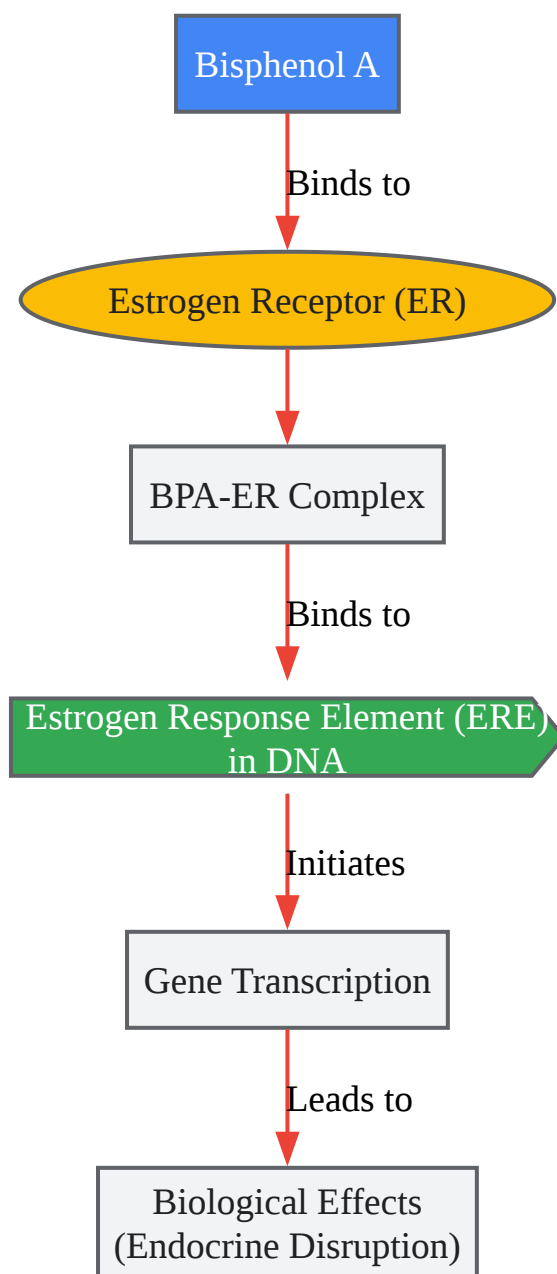 Bisphenol A
Binds to
Estrogen Receptor (ER)
BPA-ER Complex
Binds to
Estrogen Response Element (ERE)
in DNA
Initiates
Gene Transcription
Leads to
Biological Effects
(Endocrine Disruption)